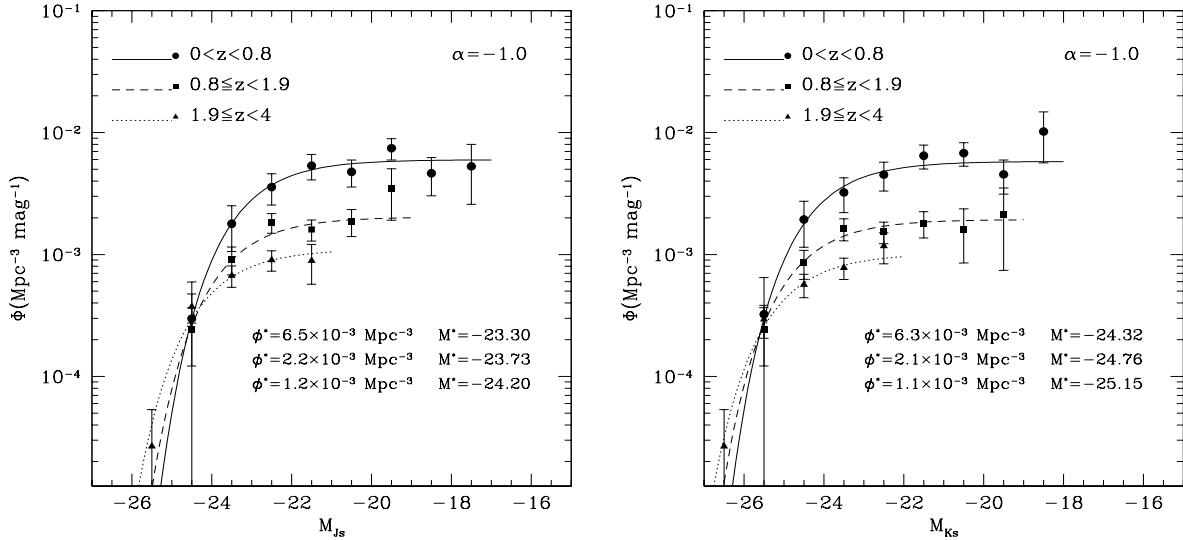 10⁻¹
0<z<0.8
α=−1.0
0.8≦z<1.9
1.9≦z<4
10⁻²
Φ(Mpc⁻³ mag⁻¹)
10⁻³
10⁻⁴
ϕ*=6.5×10⁻³ Mpc⁻³ M*=−23.30
ϕ*=2.2×10⁻³ Mpc⁻³ M*=−23.73
ϕ*=1.2×10⁻³ Mpc⁻³ M*=−24.20
−26 −24 −22 −20 −18 −16
M_Js
10⁻¹
0<z<0.8
α=−1.0
0.8≦z<1.9
1.9≦z<4
10⁻²
Φ(Mpc⁻³ mag⁻¹)
10⁻³
10⁻⁴
ϕ*=6.3×10⁻³ Mpc⁻³ M*=−24.32
ϕ*=2.1×10⁻³ Mpc⁻³ M*=−24.76
ϕ*=1.1×10⁻³ Mpc⁻³ M*=−25.15
−26 −24 −22 −20 −18 −16
M_Ks